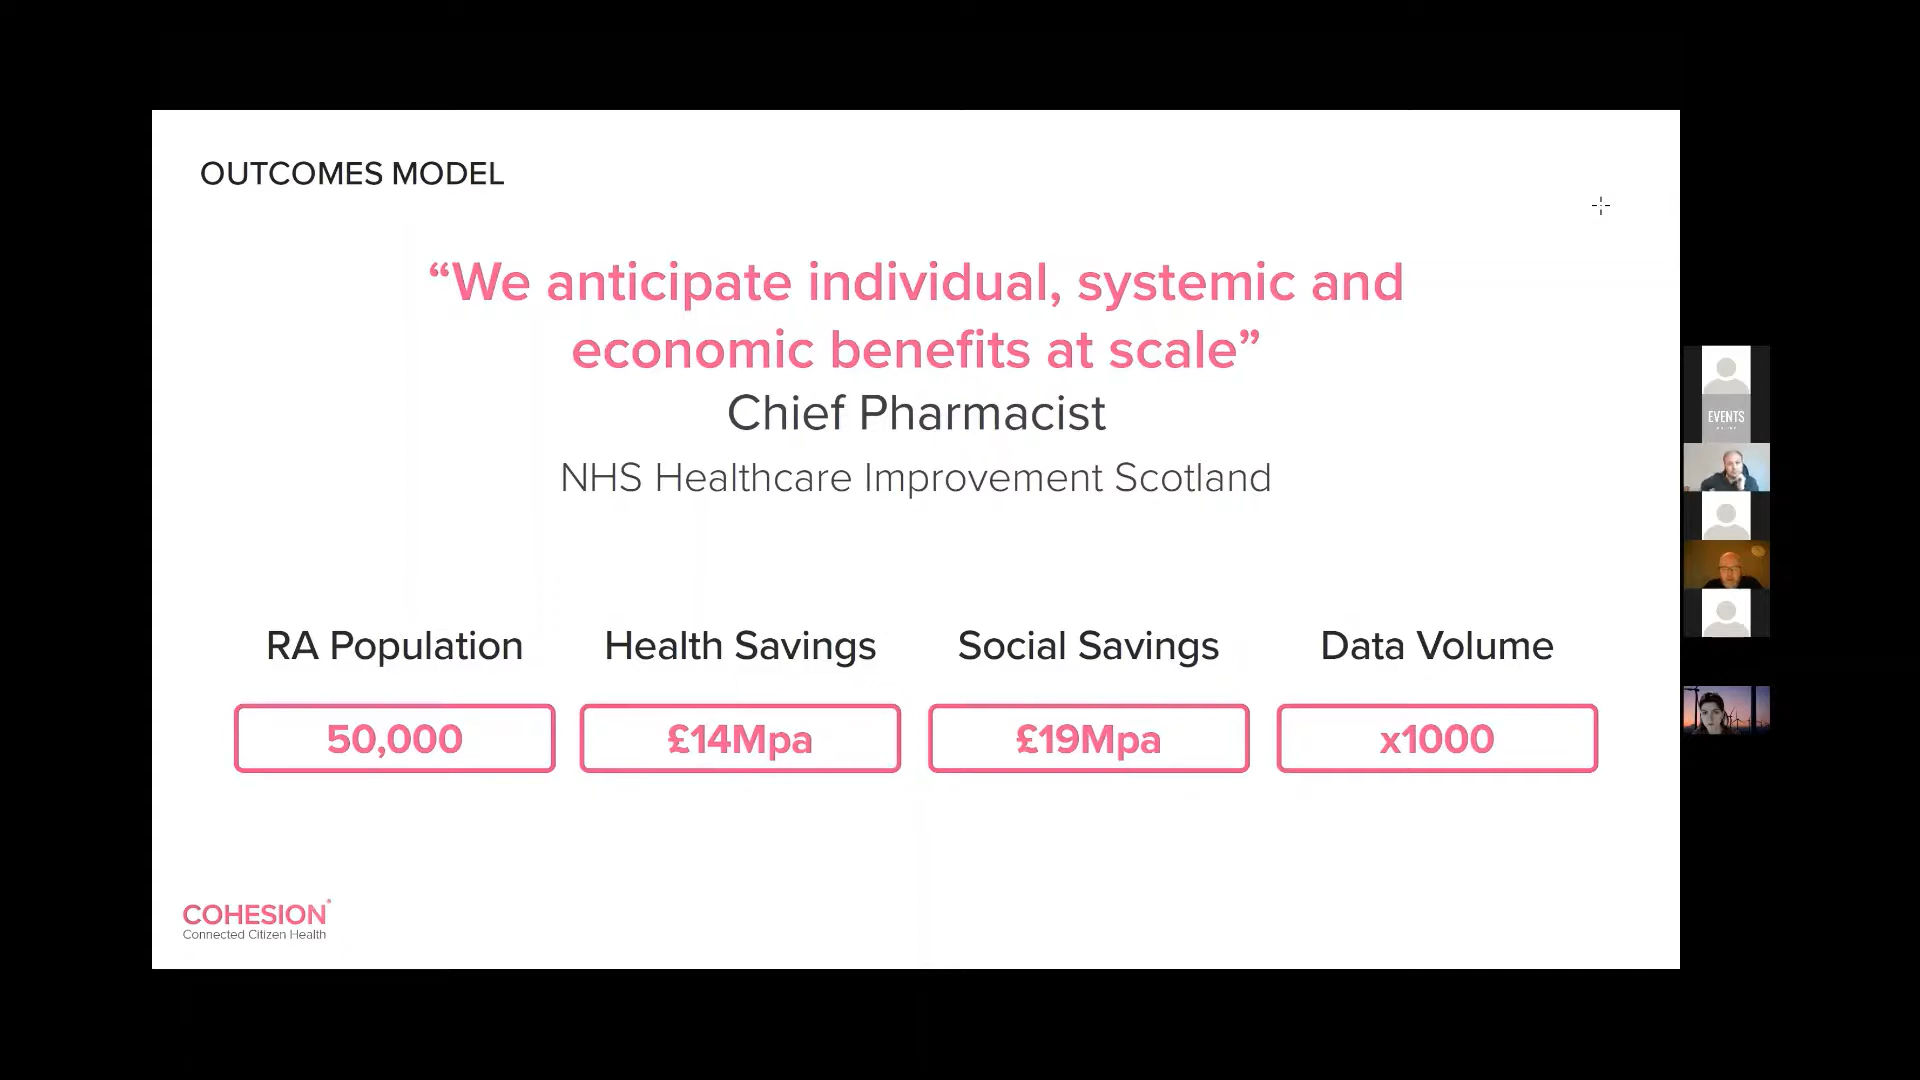 OUTCOMES MODEL
“We anticipate individual, systemic and
economic benefits at scale”
Chief Pharmacist
NHS Healthcare Improvement Scotland
RA Population
Health Savings
Social Savings
Data Volume
50,000
£14Mpa
£19Mpa
x1000
COHESION®
Connected Citizen Health
EVENTS